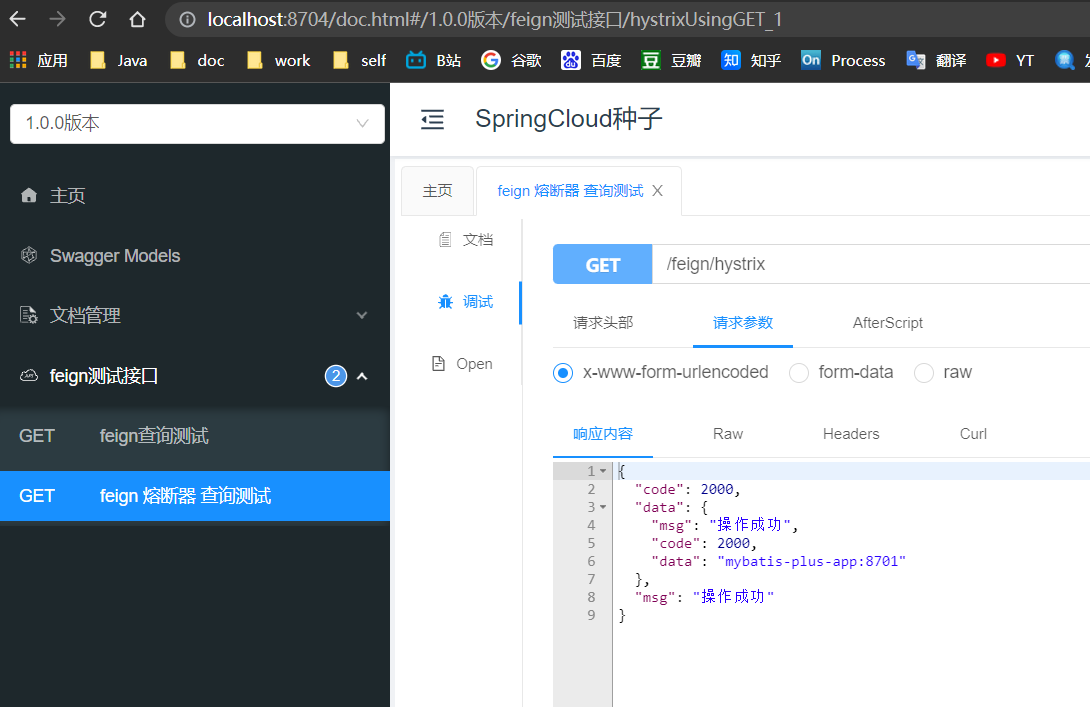 localhost:8704/doc.html#/1.0.0版本/feign测试接口/hystrixUsingGET_1
应用 Java doc work self B站 谷歌 百度 豆 豆瓣 知 知乎 On Process 翻译 YT
1.0.0版本
SpringCloud种子
主页
Swagger Models
文档管理
feign测试接口 2
GET feign查询测试
GET feign 熔断器 查询测试
主页 feign 熔断器 查询测试
文档
调试
Open
GET /feign/hystrix
请求头部 请求参数 AfterScript
x-www-form-urlencoded form-data raw
响应内容 Raw Headers Curl
1 {
2 "code": 2000,
3 "data": {
4 "msg": "操作成功",
5 "code": 2000,
6 "data": "mybatis-plus-app:8701"
7 },
8 "msg": "操作成功"
9 }